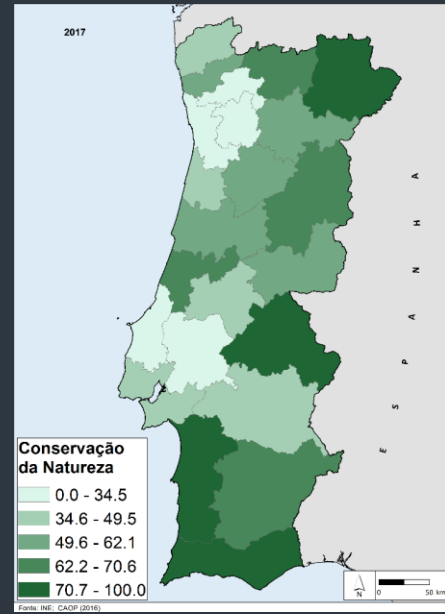 2017
ESPANHA
Conservação
da Natureza
0.0 - 34.5
34.6 - 49.5
49.6 - 62.1
62.2 - 70.6
70.7 - 100.0
N
0 50 km
Fonte: INE; CAOP (2016)